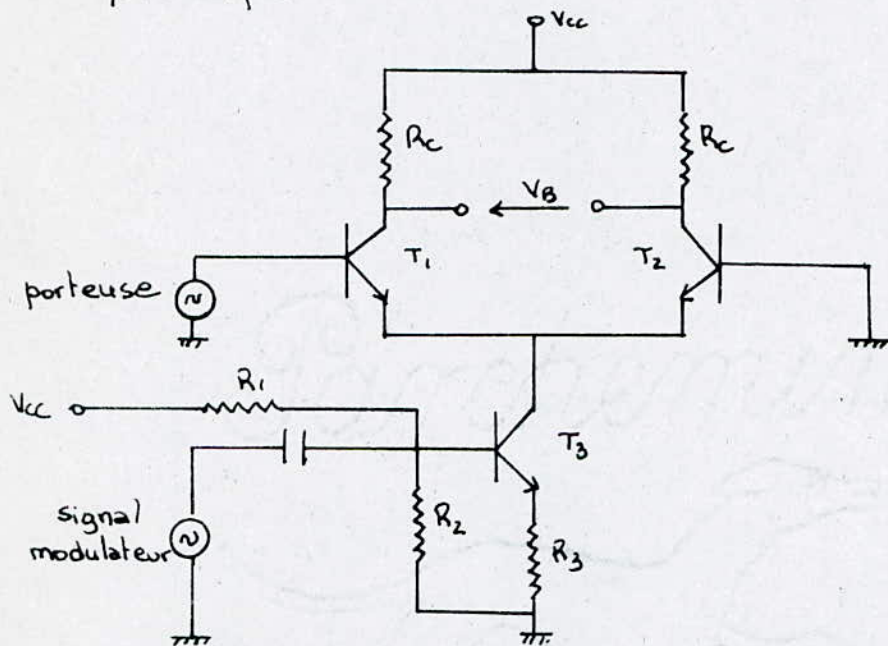 Vcc
Rc
Rc
VB
T1
T2
porteuse
R1
Vcc
T3
signal
modulateur
R2
R3